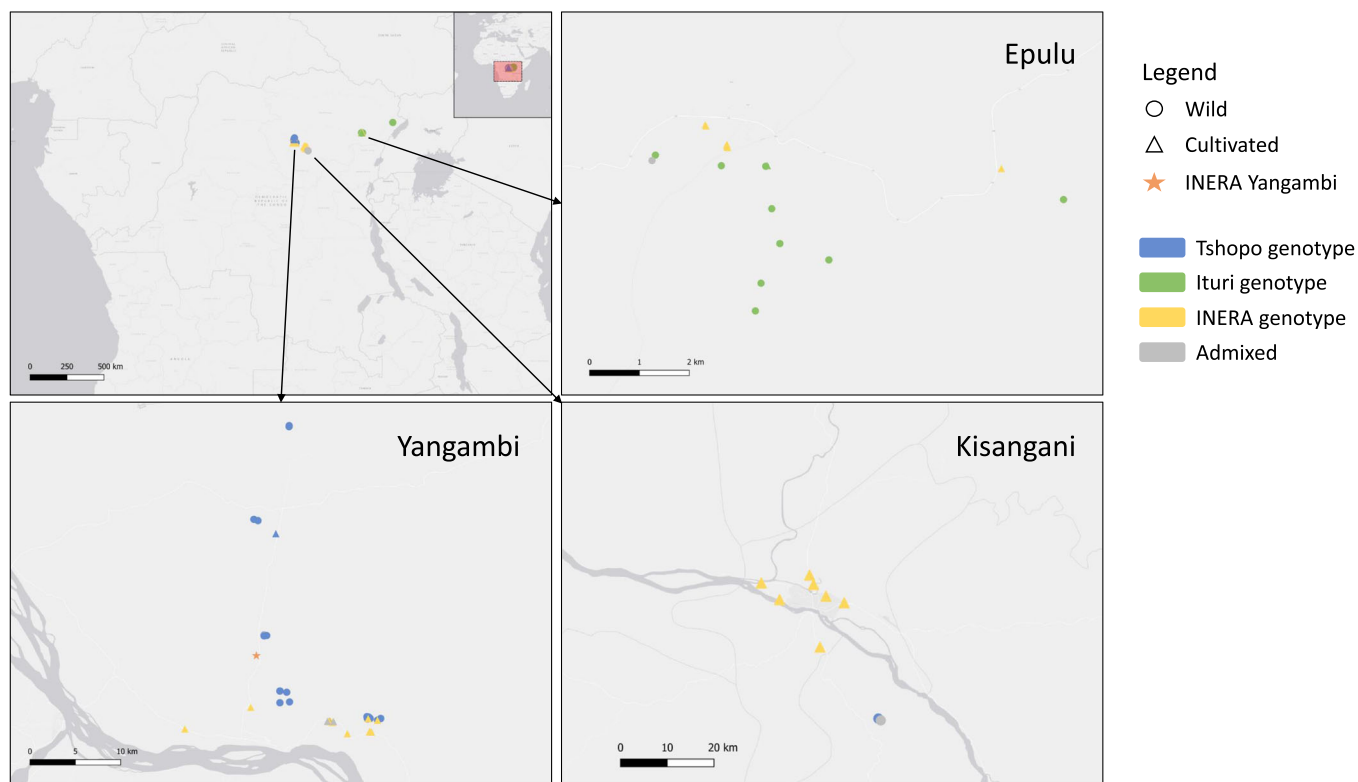 Epulu
Legend
Wild
Cultivated
INERA Yangambi
Tshopo genotype
Ituri genotype
INERA genotype
Admixed
0 250 500 km
0 1 2 km
Yangambi
Kisangani
0 5 10 km
0 10 20 km